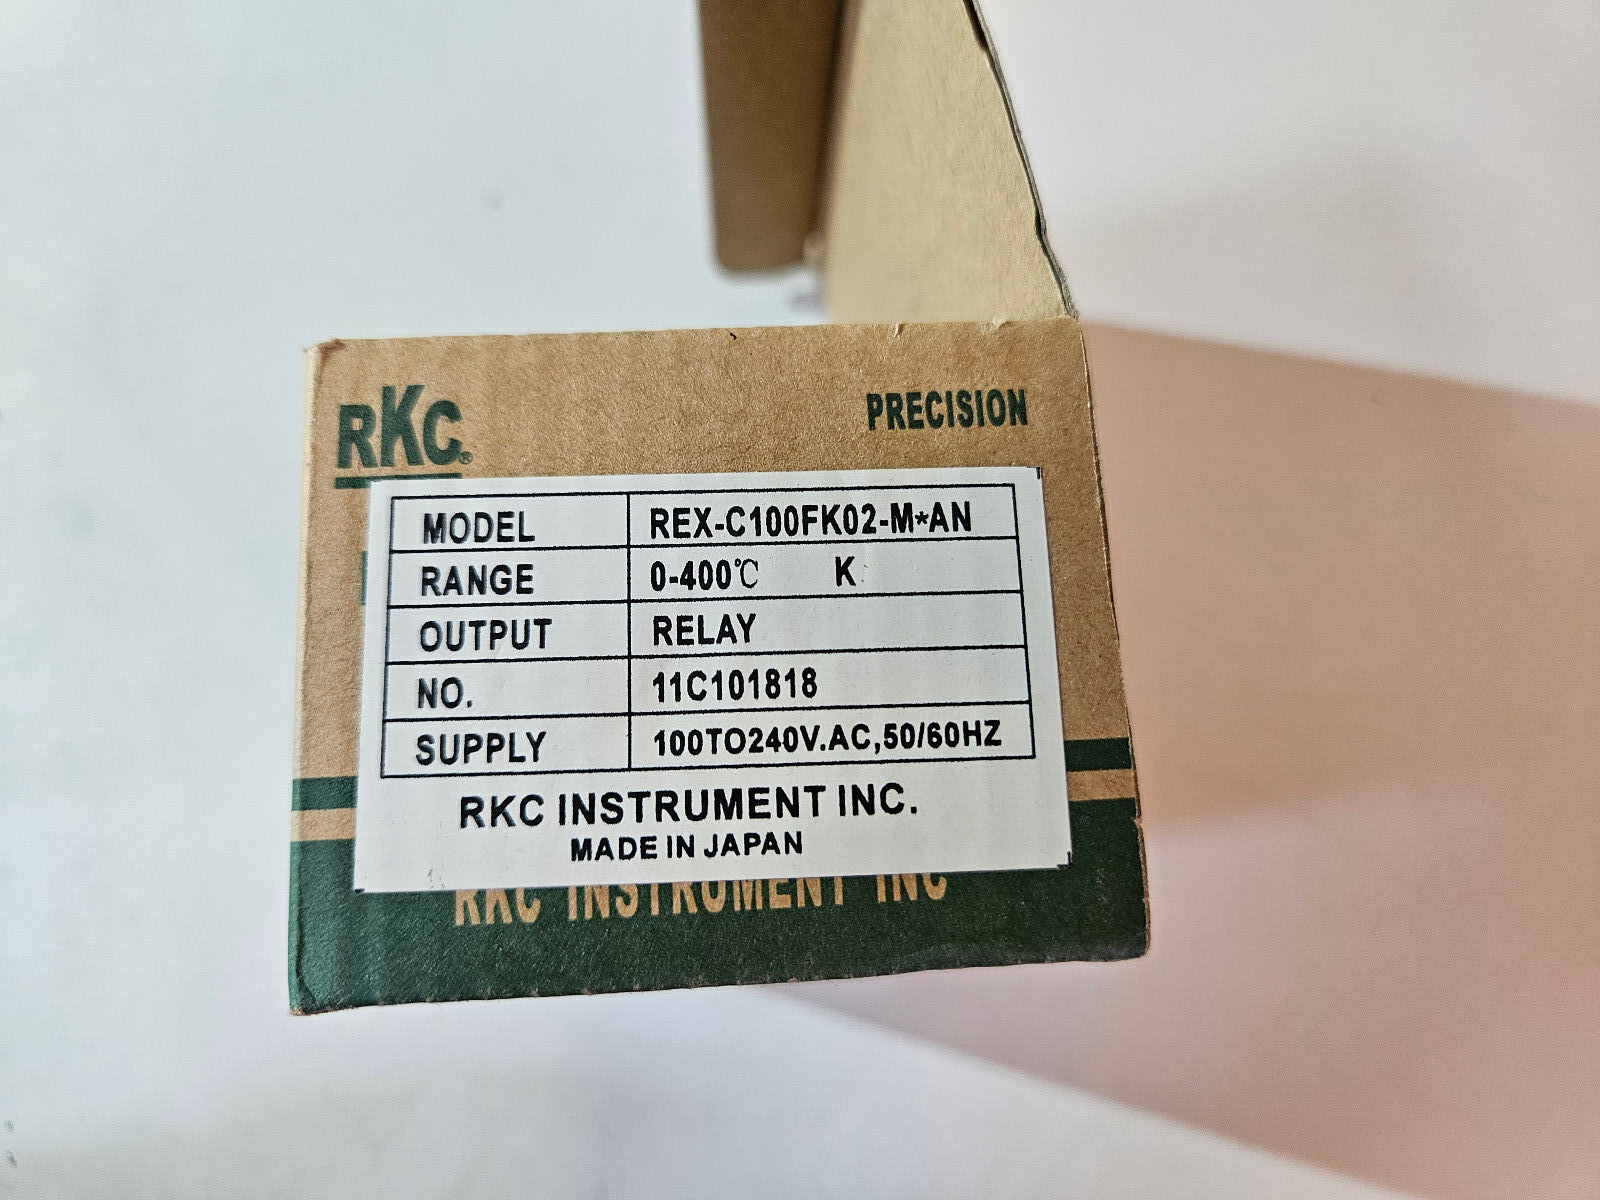 RKC®
PRECISION
MODEL REX-C100FK02-M*AN
RANGE 0-400℃ K
OUTPUT RELAY
NO. 11C101818
SUPPLY 100TO240V.AC,50/60HZ
RKC INSTRUMENT INC.
MADE IN JAPAN
RKC INSTRUMENT INC